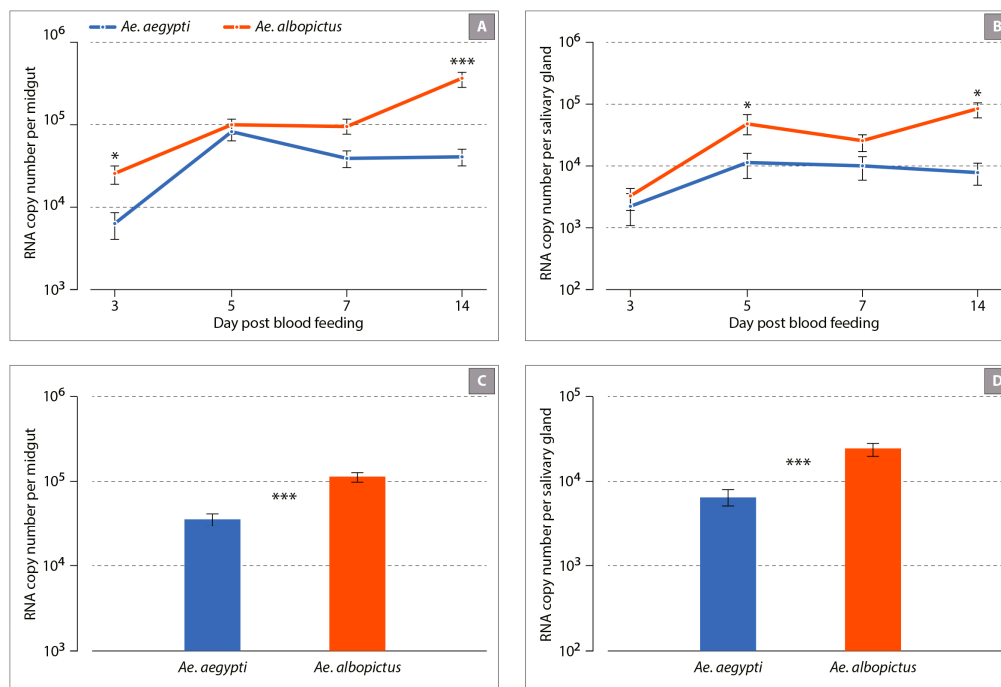 Ae. aegypti Ae. albopictus
A
RNA copy number per midgut
10⁶
10⁵
10⁴
10³
*
***
3 5 7 14
Day post blood feeding
B
RNA copy number per salivary gland
10⁶
10⁵
10⁴
10³
10²
*
*
3 5 7 14
Day post blood feeding
C
RNA copy number per midgut
10⁶
10⁵
10⁴
10³
***
Ae. aegypti Ae. albopictus
D
RNA copy number per salivary gland
10⁵
10⁴
10³
10²
***
Ae. aegypti Ae. albopictus